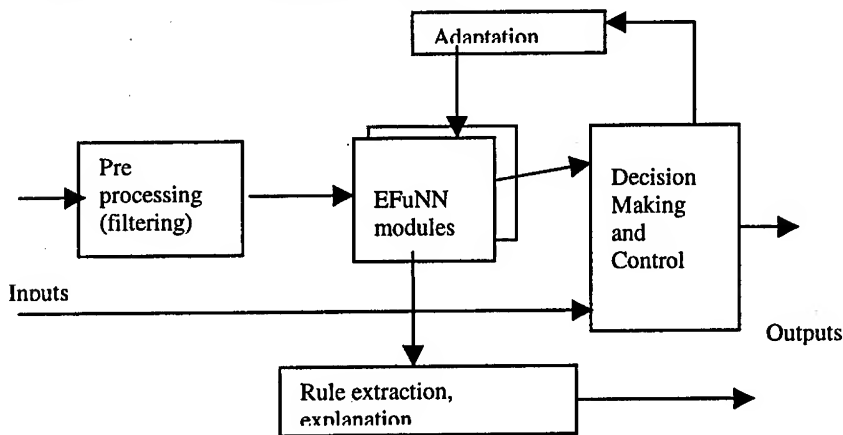 Adaptation
Pre
processing
(filtering)
EFuNN
modules
Decision
Making
and
Control
Inputs
Outputs
Rule extraction,
explanation